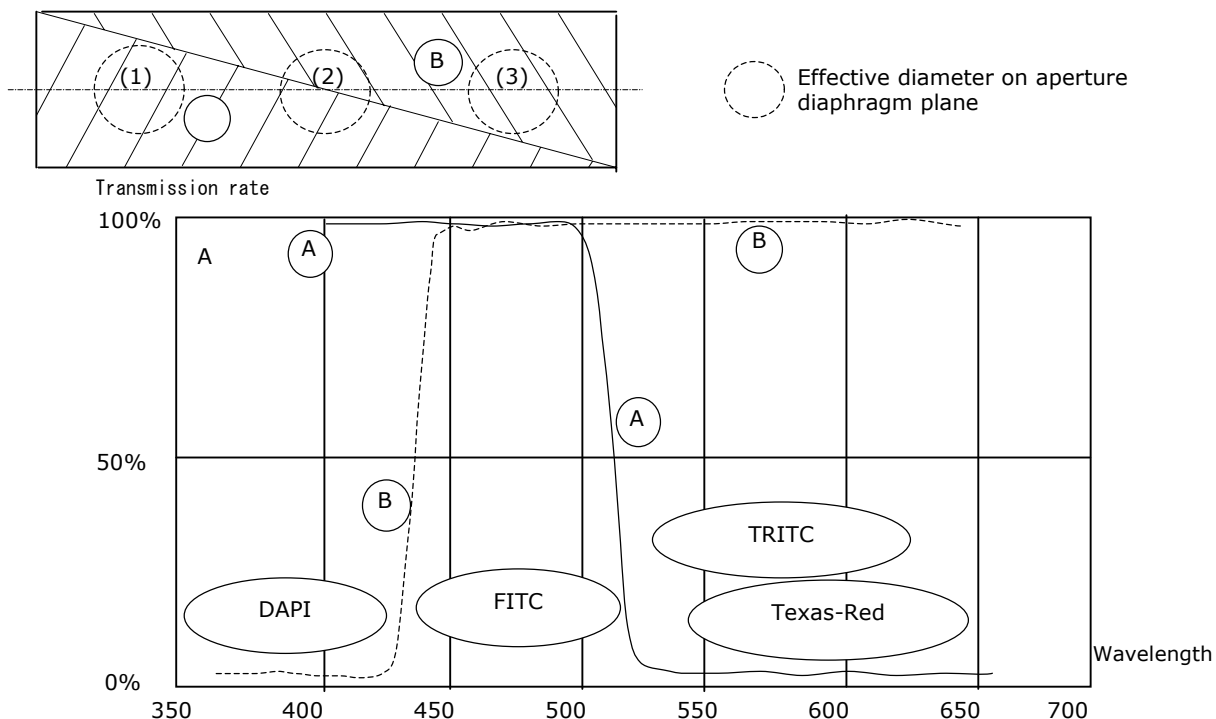 (1)
(2)
B
(3)
Effective diameter on aperture
diaphragm plane
Transmission rate
100%
A
A
B
A
50%
B
TRITC
DAPI
FITC
Texas-Red
Wavelength
0%
350
400
450
500
550
600
650
700